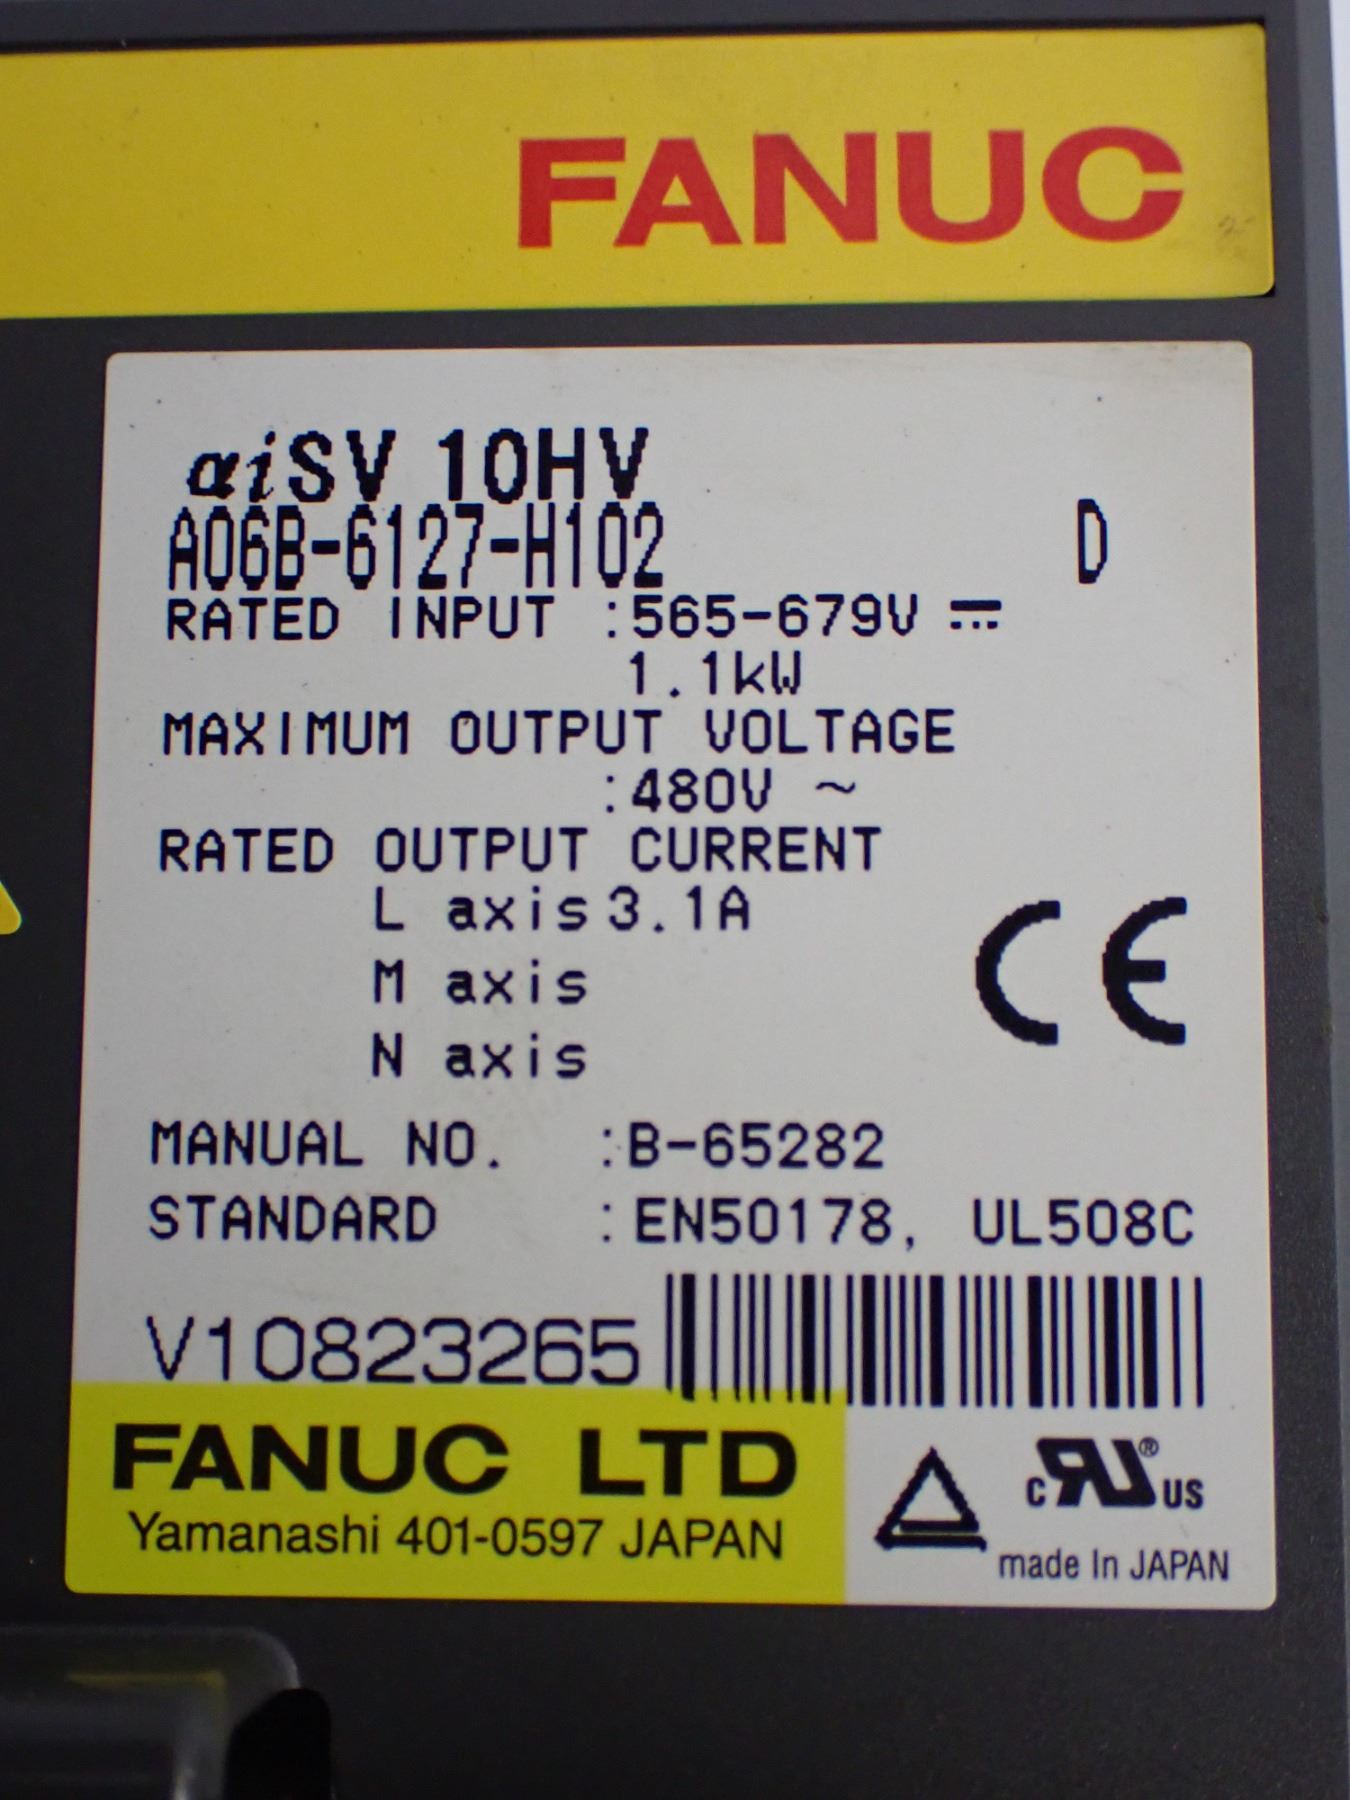 FANUC
αiSV 10HV
A06B-6127-H102 D
RATED INPUT :565-679V ⎓
1.1kW
MAXIMUM OUTPUT VOLTAGE
:480V ~
RATED OUTPUT CURRENT
L axis 3.1A
M axis
N axis
CE
MANUAL NO. :B-65282
STANDARD :EN50178, UL508C
V10823265
FANUC LTD
Yamanashi 401-0597 JAPAN
c RU ® US
made In JAPAN